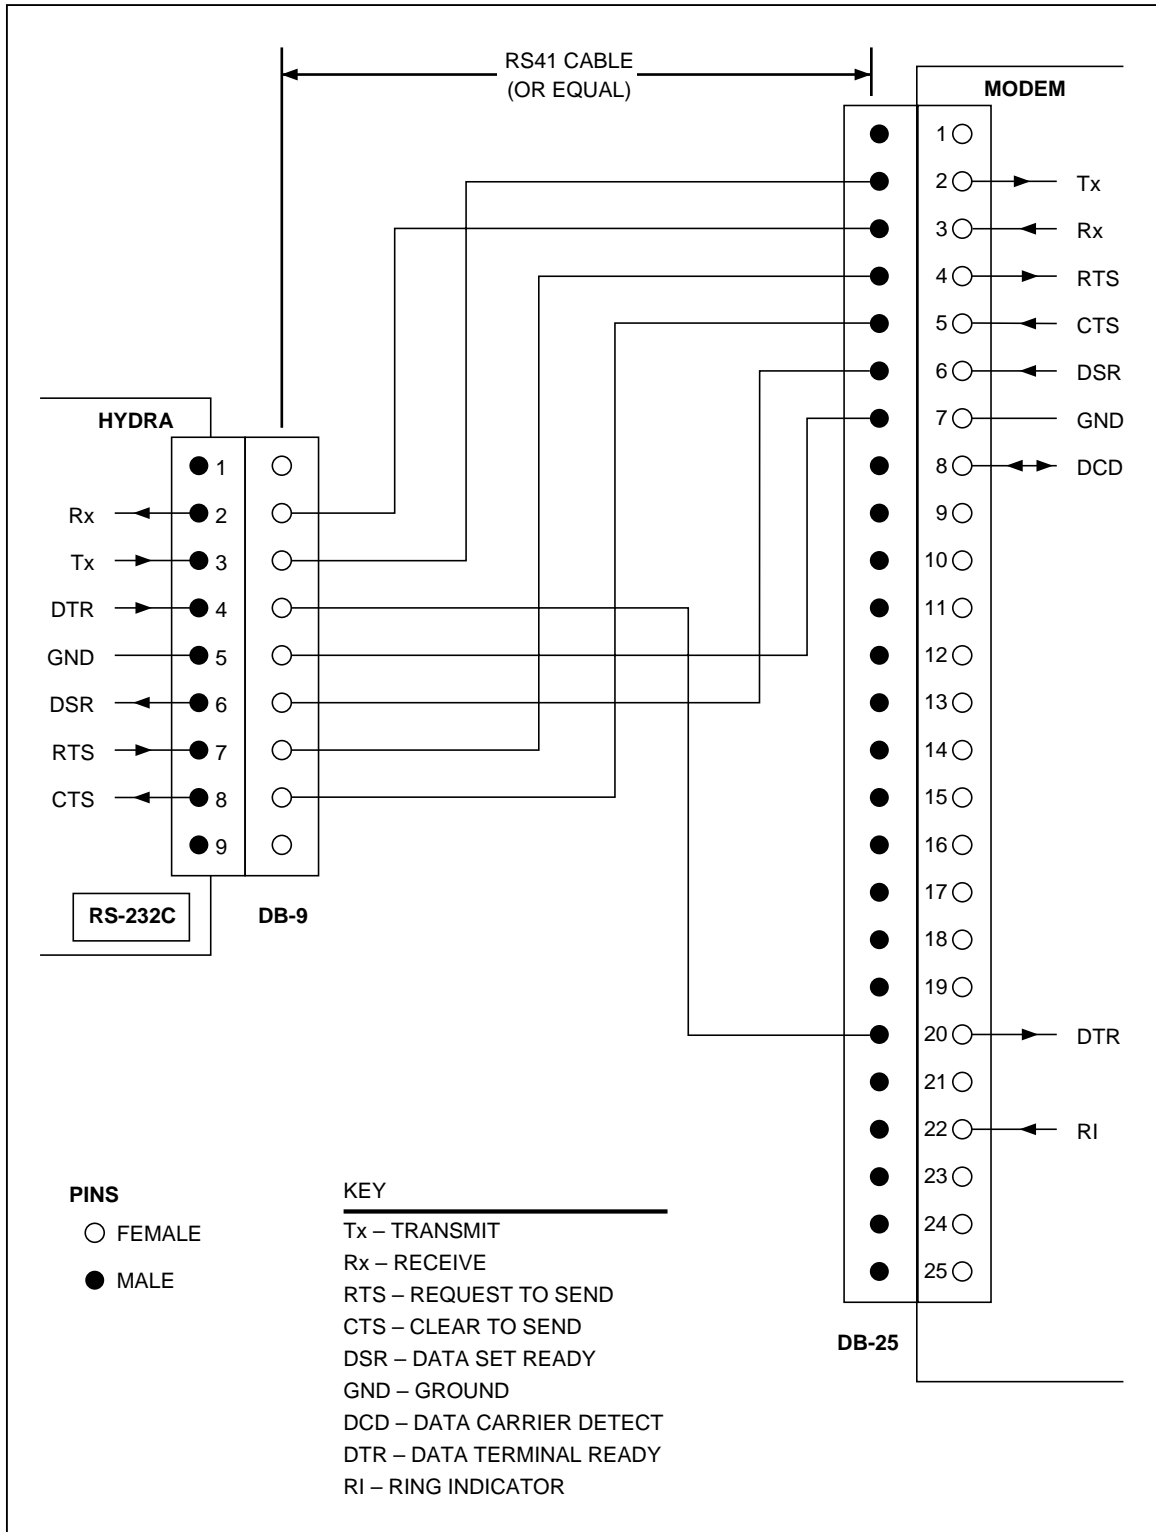 RS41 CABLE
(OR EQUAL)
MODEM
1
2 Tx
3 Rx
4 RTS
5 CTS
6 DSR
7 GND
8 DCD
9
10
11
12
13
14
15
16
17
18
19
20 DTR
21
22 RI
23
24
25
DB-25
HYDRA
1
Rx 2
Tx 3
DTR 4
GND 5
DSR 6
RTS 7
CTS 8
9
RS-232C
DB-9
PINS
FEMALE
MALE
KEY
Tx – TRANSMIT
Rx – RECEIVE
RTS – REQUEST TO SEND
CTS – CLEAR TO SEND
DSR – DATA SET READY
GND – GROUND
DCD – DATA CARRIER DETECT
DTR – DATA TERMINAL READY
RI – RING INDICATOR